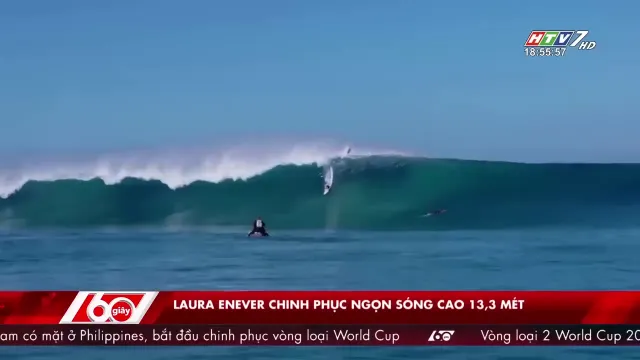 HTV7 HD
18:55:57
60 giây
LAURA ENEVER CHINH PHỤC NGỌN SÓNG CAO 13,3 MÉT
am có mặt ở Philippines, bắt đầu chinh phục vòng loại World Cup 60 Vòng loại 2 World Cup 20